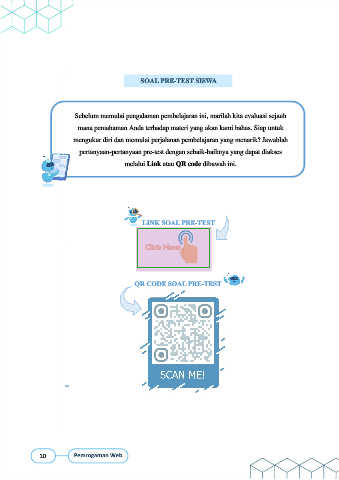 SOAL PRE-TEST SISWA
Sebelum memulai pengalaman pembelajaran ini, marilah kita evaluasi sejauh
mana pemahaman Anda terhadap materi yang akan kami bahas. Siap untuk
mengukur diri dan memulai perjalanan pembelajaran yang menarik? Jawablah
pertanyaan-pertanyaan pre-test dengan sebaik-baiknya yang dapat diakses
melalui Link atau QR code dibawah ini.
LINK SOAL PRE-TEST
Click Here
QR CODE SOAL PRE-TEST
SCAN ME!
10
Pemrogaman Web